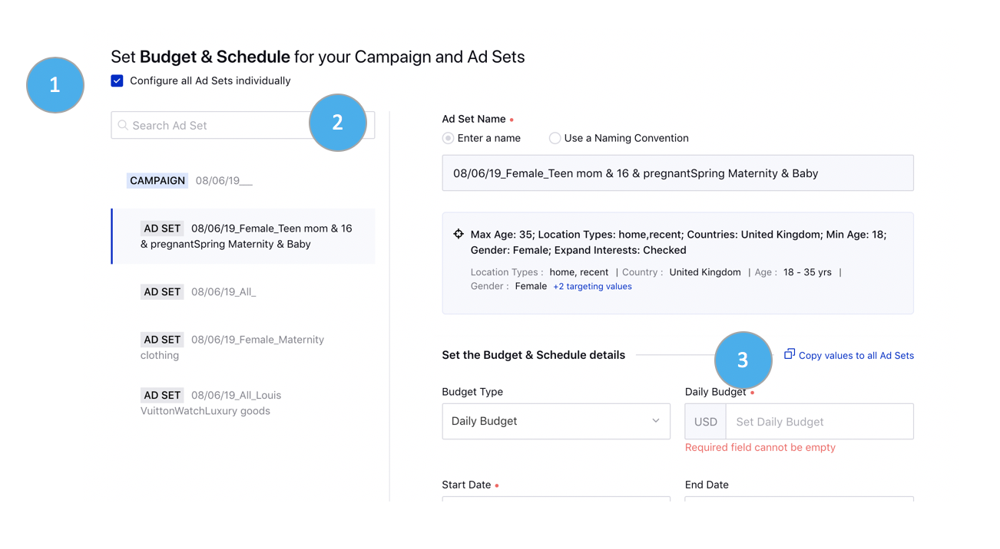 Set Budget & Schedule for your Campaign and Ad Sets
1
Configure all Ad Sets individually
Search Ad Set
2
CAMPAIGN 08/06/19___
AD SET 08/06/19_Female_Teen mom & 16
& pregnantSpring Maternity & Baby
AD SET 08/06/19_All_
AD SET 08/06/19_Female_Maternity
clothing
AD SET 08/06/19_All_Louis
VuittonWatchLuxury goods
Ad Set Name
Enter a name Use a Naming Convention
08/06/19_Female_Teen mom & 16 & pregnantSpring Maternity & Baby
Max Age: 35; Location Types: home,recent; Countries: United Kingdom; Min Age: 18;
Gender: Female; Expand Interests: Checked
Location Types : home, recent | Country : United Kingdom | Age : 18 - 35 yrs |
Gender : Female +2 targeting values
Set the Budget & Schedule details 3 Copy values to all Ad Sets
Budget Type Daily Budget
Daily Budget USD Set Daily Budget
Required field cannot be empty
Start Date End Date